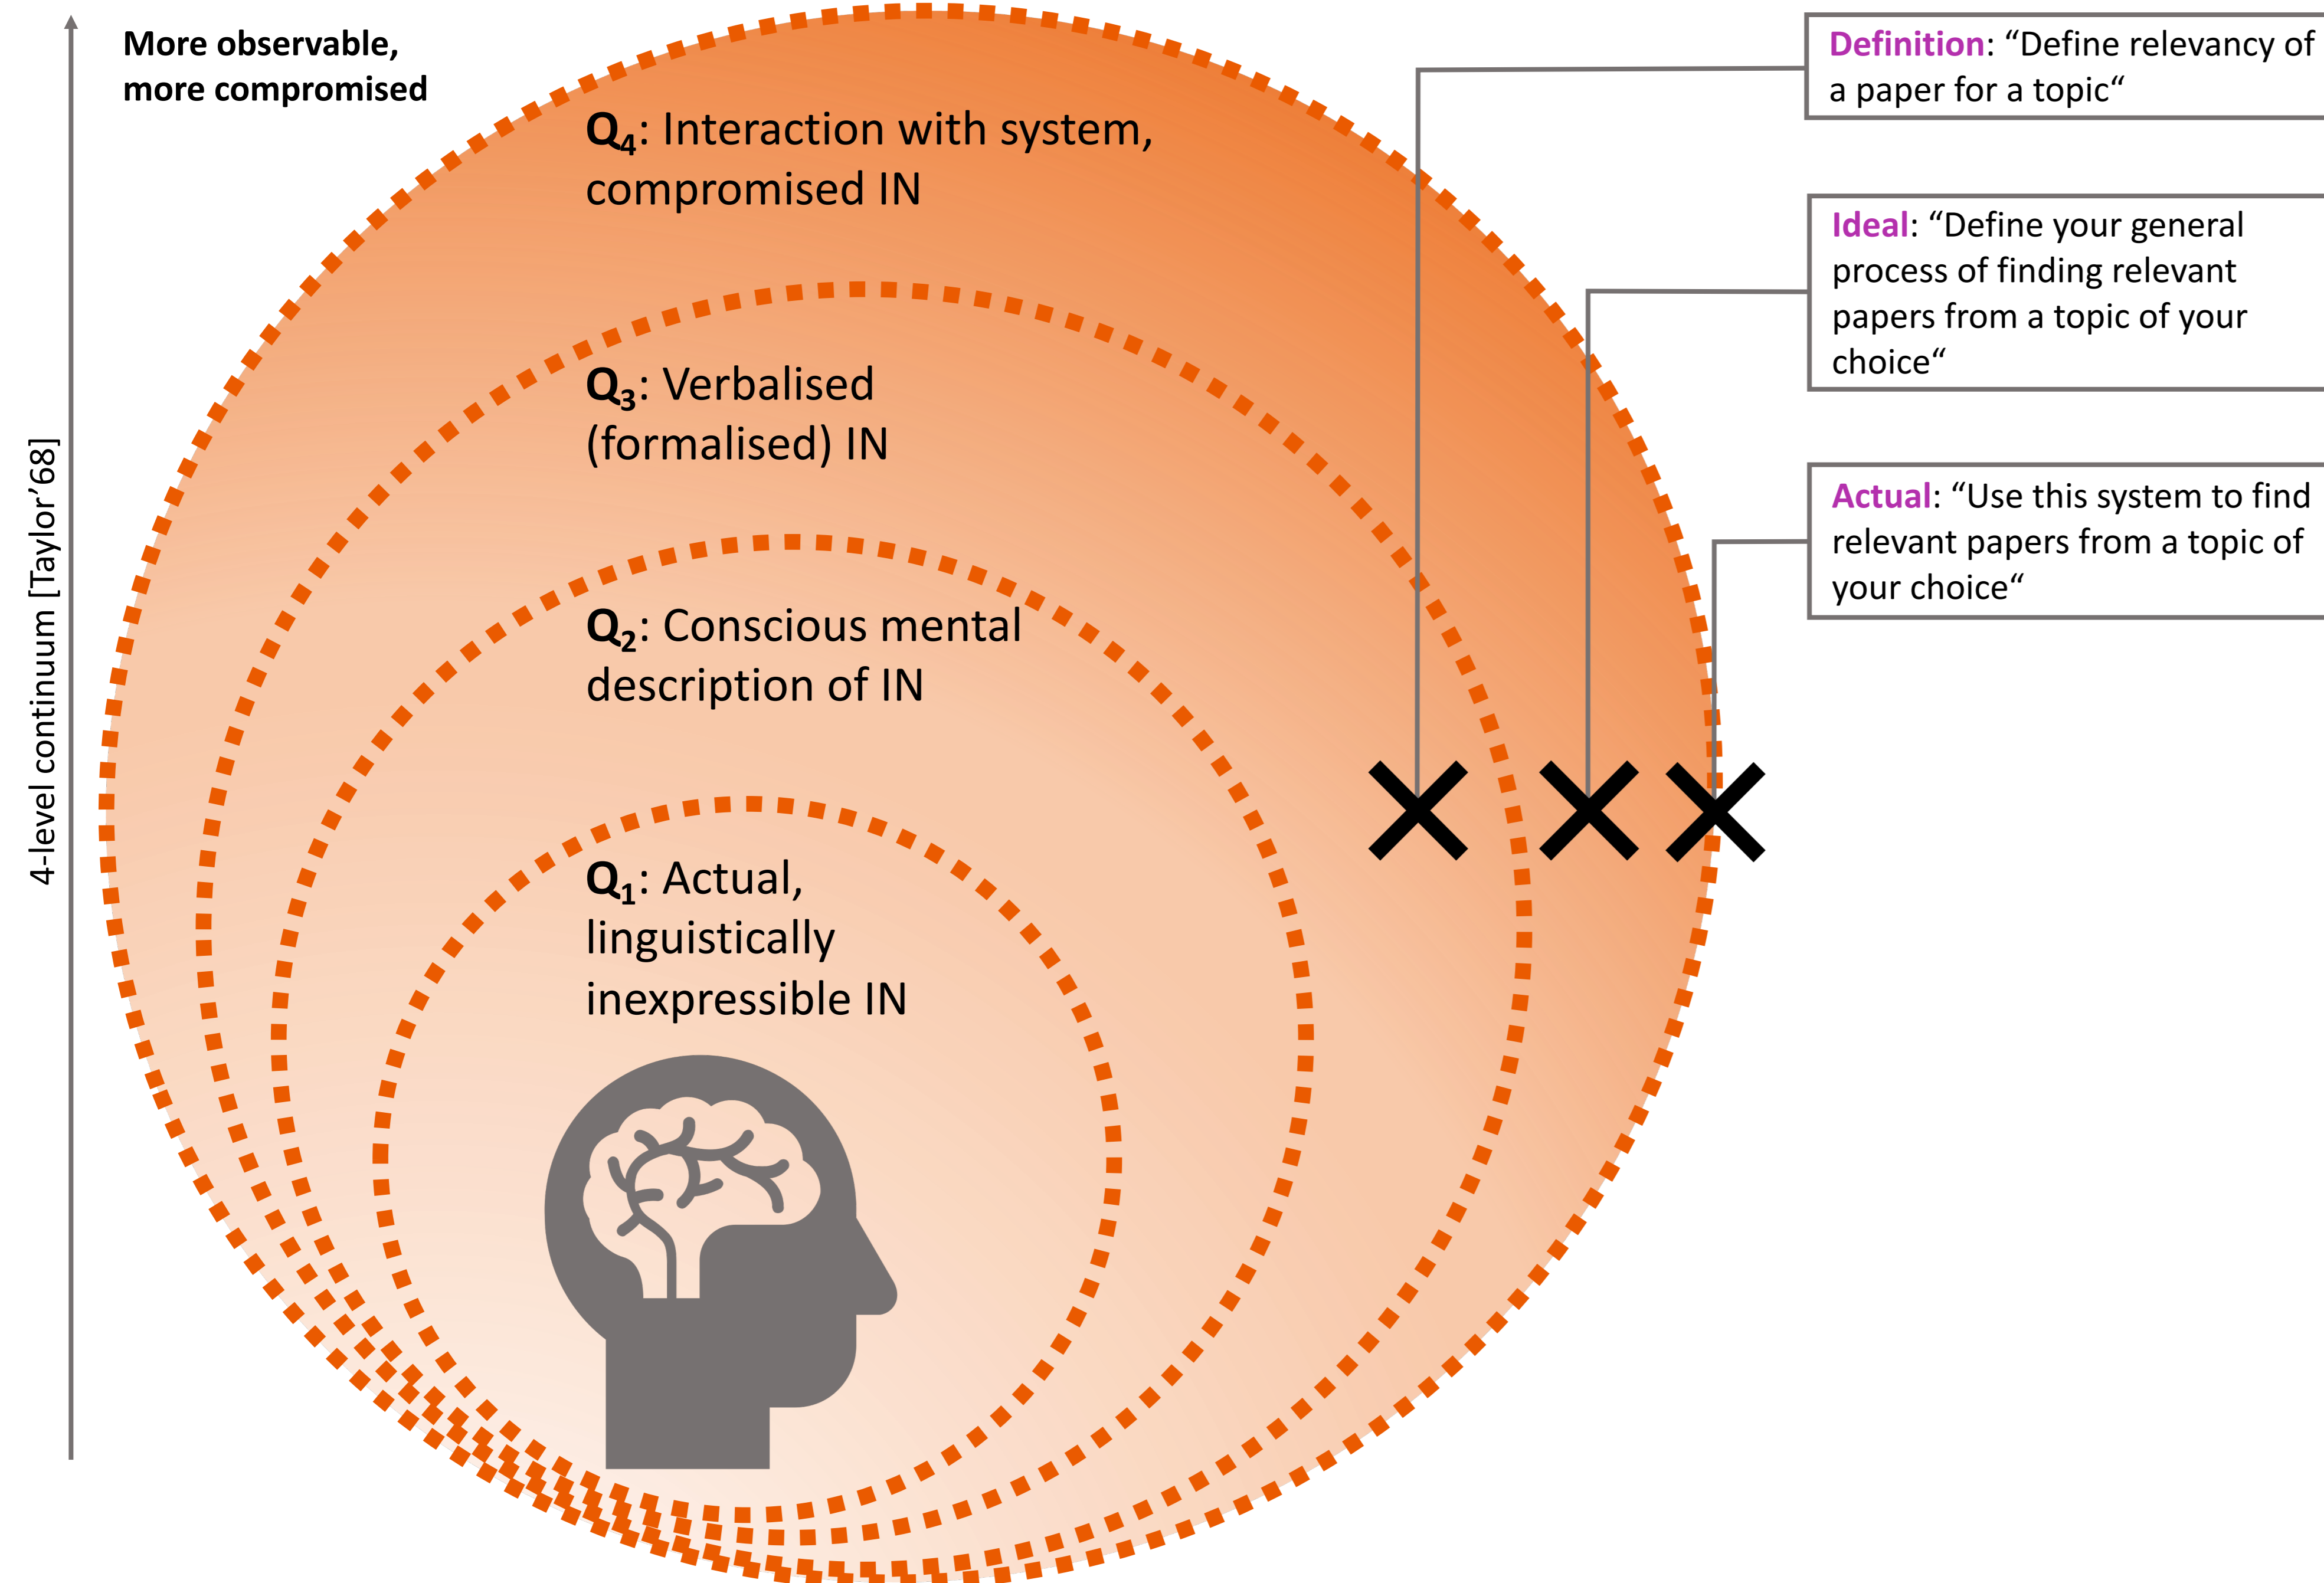 More observable,
more compromised
4-level continuum [Taylor’68]
Q4: Interaction with system,
compromised IN
Q3: Verbalised
(formalised) IN
Q2: Conscious mental
description of IN
Q1: Actual,
linguistically
inexpressible IN
Definition: “Define relevancy of
a paper for a topic“
Ideal: “Define your general
process of finding relevant
papers from a topic of your
choice“
Actual: “Use this system to find
relevant papers from a topic of
your choice“